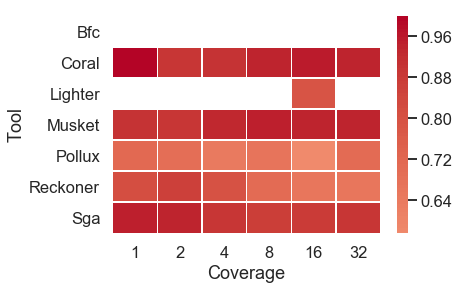 Bfc
Coral
Lighter
Musket
Pollux
Reckoner
Sga
Tool
1 2 4 8 16 32
Coverage
0.96
0.88
0.80
0.72
0.64